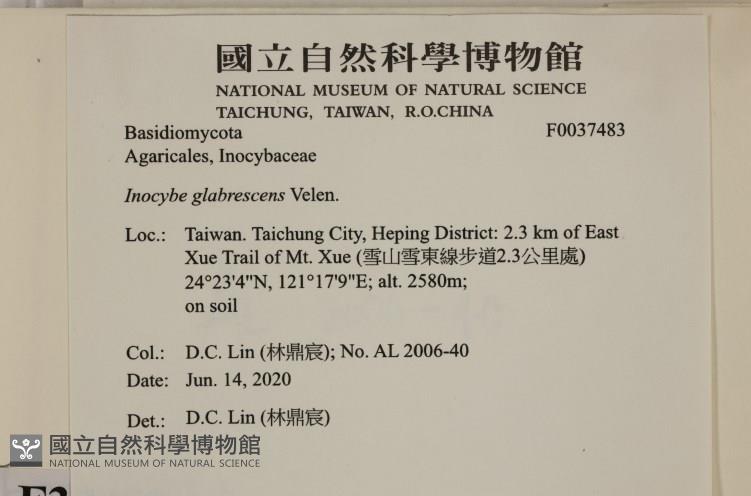 國立自然科學博物館
NATIONAL MUSEUM OF NATURAL SCIENCE
TAICHUNG, TAIWAN, R.O.CHINA
Basidiomycota F0037483
Agaricales, Inocybaceae
Inocybe glabrescens Velen.
Loc.: Taiwan. Taichung City, Heping District: 2.3 km of East
Xue Trail of Mt. Xue (雪山雪東線步道2.3公里處)
24°23'4"N, 121°17'9"E; alt. 2580m;
on soil
Col.: D.C. Lin (林鼎宸); No. AL 2006-40
Date: Jun. 14, 2020
Det.: D.C. Lin (林鼎宸)
國立自然科學博物館
NATIONAL MUSEUM OF NATURAL SCIENCE